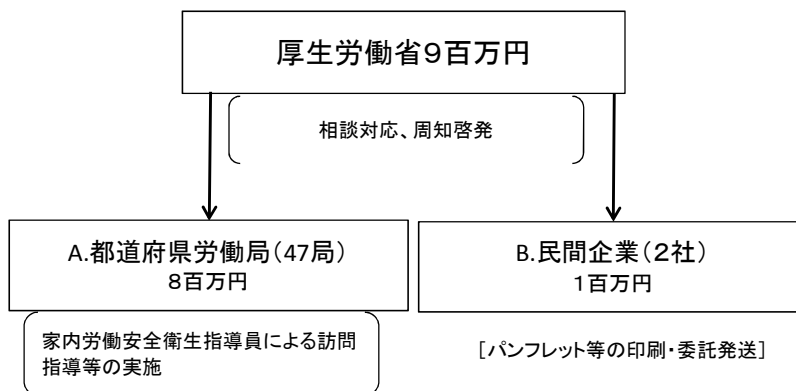 厚生労働省9百万円
相談対応、周知啓発
A.都道府県労働局(47局)
8百万円
B.民間企業(2社)
1百万円
家内労働安全衛生指導員による訪問
指導等の実施
[パンフレット等の印刷・委託発送]